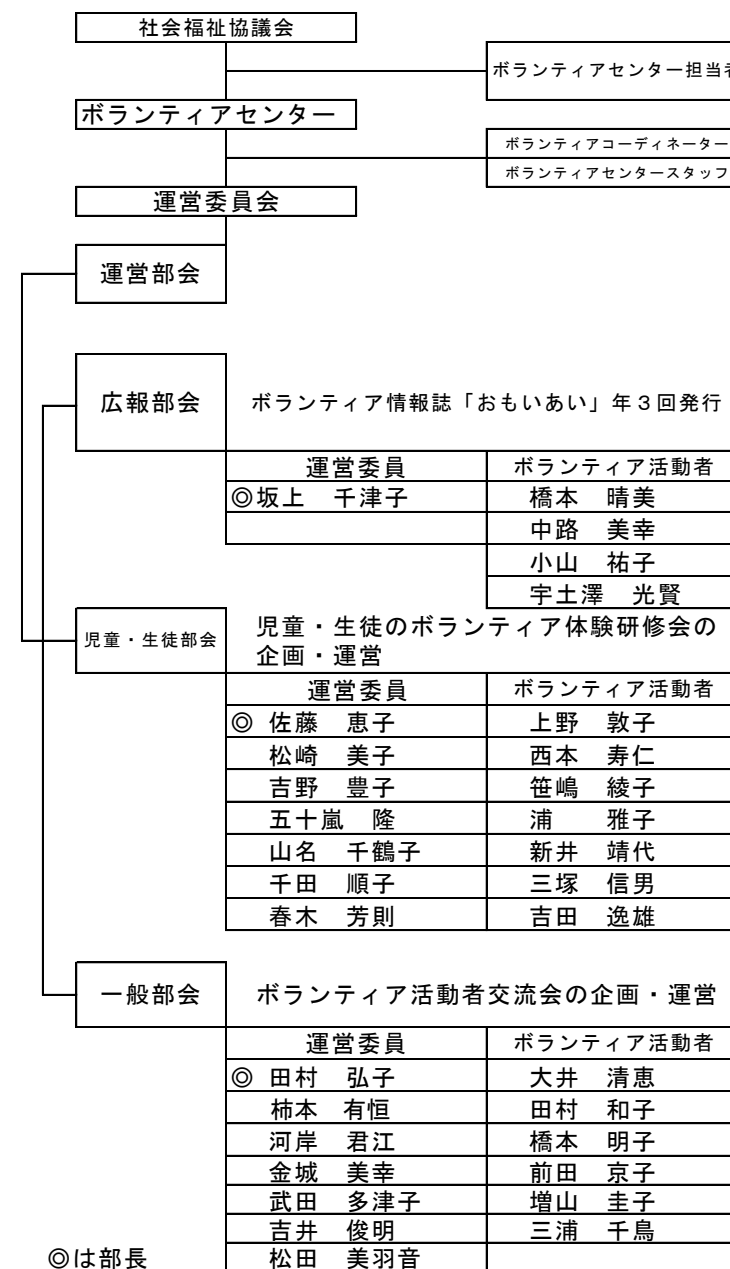 社会福祉協議会
ボランティアセンター担当
ボランティアセンター
ボランティアコーディネーター
ボランティアセンタースタッフ
運営委員会
運営部会
広報部会　ボランティア情報誌「おもいあい」年３回発行
運営委員　ボランティア活動者
◎坂上　千津子　橋本　晴美
中路　美幸
小山　祐子
宇土澤　光賢
児童・生徒部会　児童・生徒のボランティア体験研修会の
企画・運営
運営委員　ボランティア活動者
◎ 佐藤　恵子　上野　敦子
松崎　美子　西本　寿仁
吉野　豊子　笹嶋　綾子
五十嵐　隆　浦　雅子
山名　千鶴子　新井　靖代
千田　順子　三塚　信男
春木　芳則　吉田　逸雄
一般部会　ボランティア活動者交流会の企画・運営
運営委員　ボランティア活動者
◎ 田村　弘子　大井　清恵
柿本　有恒　田村　和子
河岸　君江　橋本　明子
金城　美幸　前田　京子
武田　多津子　増山　圭子
吉井　俊明　三浦　千鳥
◎は部長　松田　美羽音